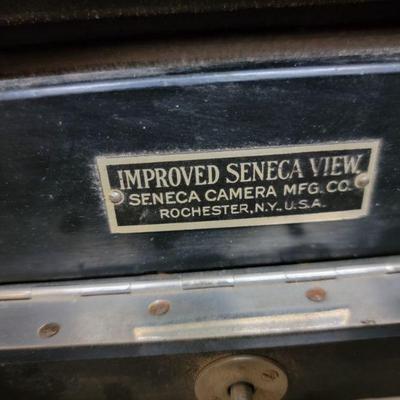 IMPROVED SENECA VIEW.
SENECA CAMERA MFG. CO.
ROCHESTER, N.Y. U.S.A.